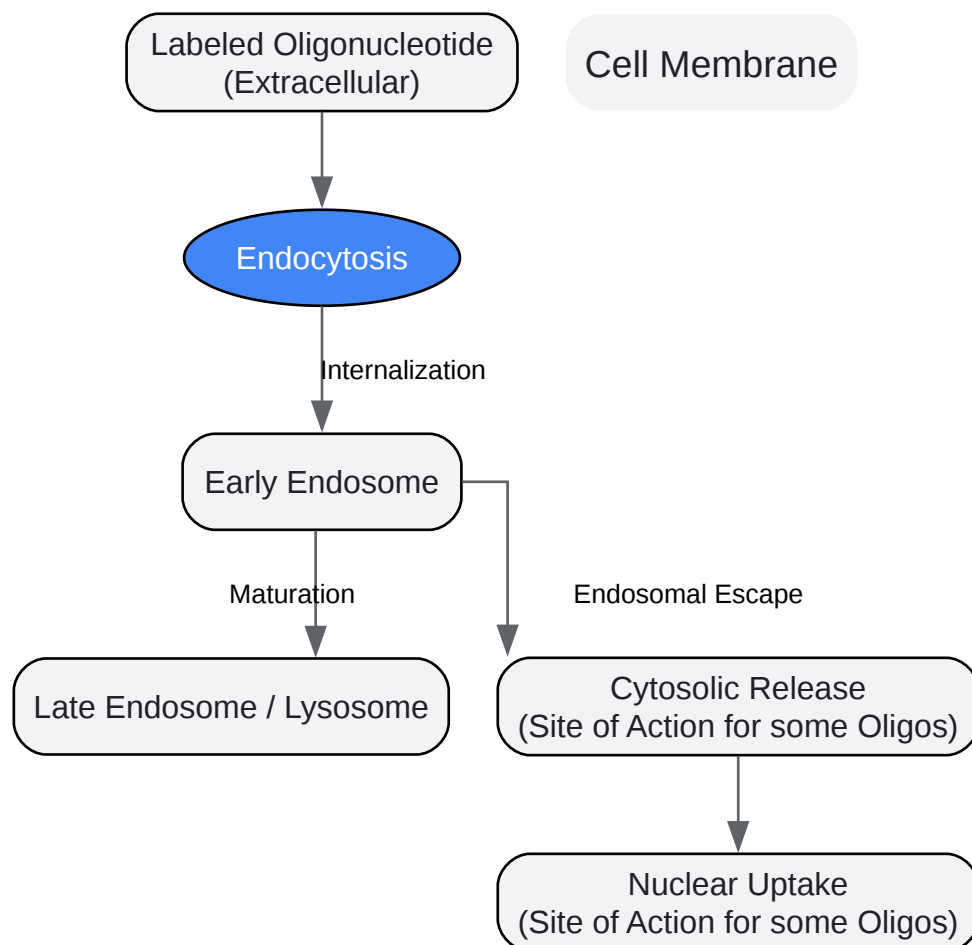 Labeled Oligonucleotide
(Extracellular)
Cell Membrane
Endocytosis
Internalization
Early Endosome
Maturation
Endosomal Escape
Late Endosome / Lysosome
Cytosolic Release
(Site of Action for some Oligos)
Nuclear Uptake
(Site of Action for some Oligos)